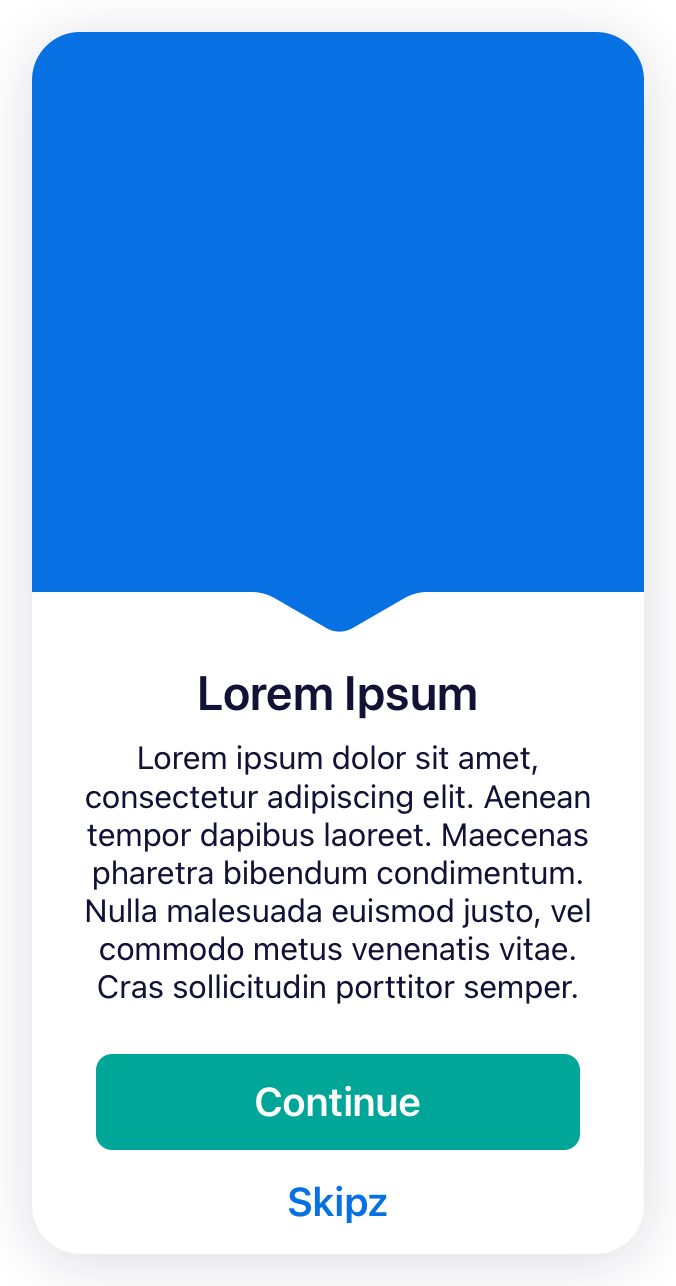 Lorem Ipsum
Lorem ipsum dolor sit amet,
consectetur adipiscing elit. Aenean
tempor dapibus laoreet. Maecenas
pharetra bibendum condimentum.
Nulla malesuada euismod justo, vel
commodo metus venenatis vitae.
Cras sollicitudin porttitor semper.
Continue
Skipz